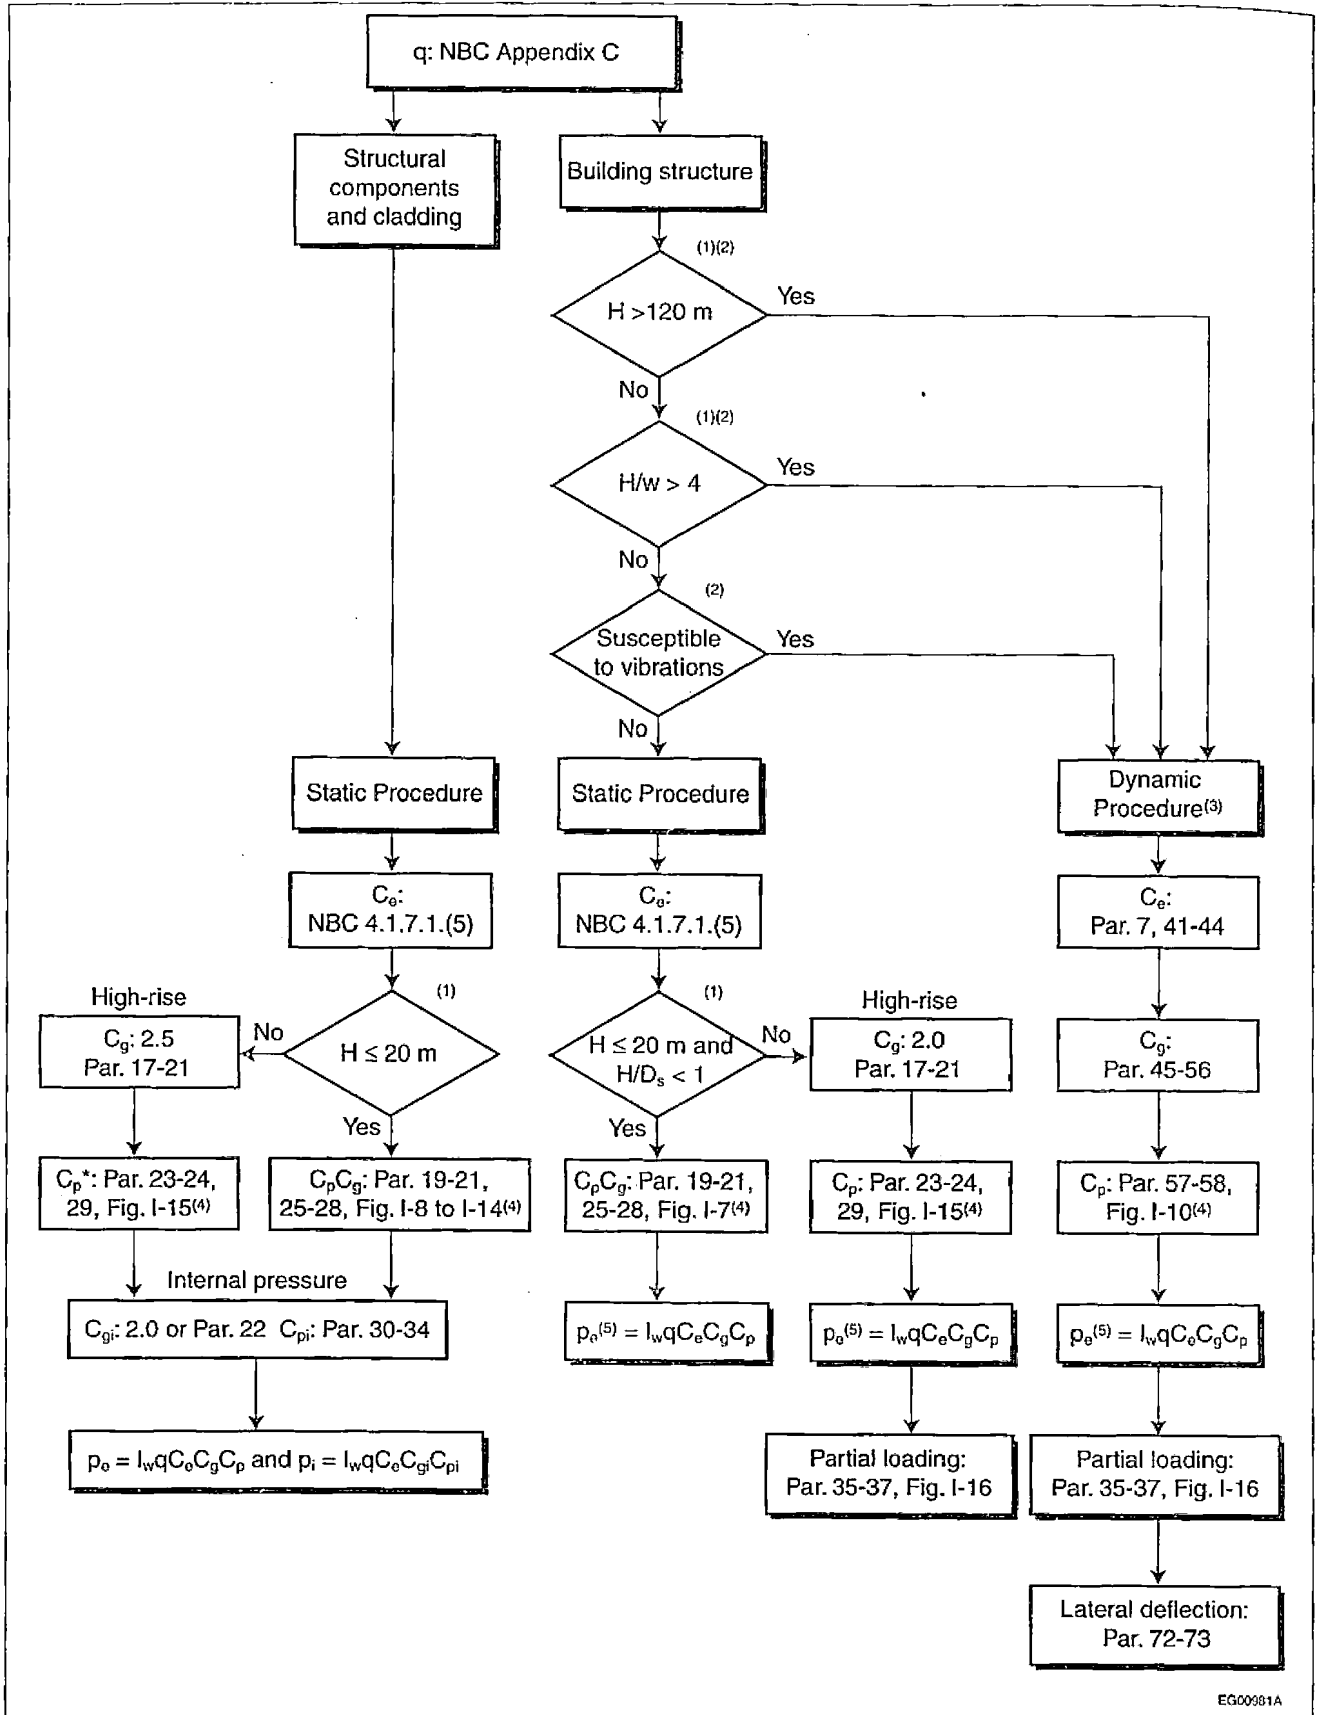 q: NBC Appendix C
Structural
components
and cladding
Building structure
(1)(2)
H >120 m
Yes
No
(1)(2)
H/w > 4
Yes
No
(2)
Susceptible
to vibrations
Yes
No
Static Procedure
Static Procedure
Dynamic
Procedure(3)
Ce:
NBC 4.1.7.1.(5)
Ce:
NBC 4.1.7.1.(5)
Ce:
Par. 7, 41-44
High-rise
Cg: 2.5
Par. 17-21
No
(1)
H ≤ 20 m
Yes
(1)
H ≤ 20 m and
H/Ds < 1
No
Yes
High-rise
Cg: 2.0
Par. 17-21
Cg:
Par. 45-56
Cp*: Par. 23-24,
29, Fig. I-15(4)
CpCg: Par. 19-21,
25-28, Fig. I-8 to I-14(4)
CpCg: Par. 19-21,
25-28, Fig. I-7(4)
Cp: Par. 23-24,
29, Fig. I-15(4)
Cp: Par. 57-58,
Fig. I-10(4)
Internal pressure
Cgi: 2.0 or Par. 22 Cpi: Par. 30-34
pe(5) = IwqCeCgCp
pe(5) = IwqCeCgCp
pe(5) = IwqCeCgCp
pe = IwqCeCgCp and pi = IwqCeCgiCpi
Partial loading:
Par. 35-37, Fig. I-16
Partial loading:
Par. 35-37, Fig. I-16
Lateral deflection:
Par. 72-73
EG00981A